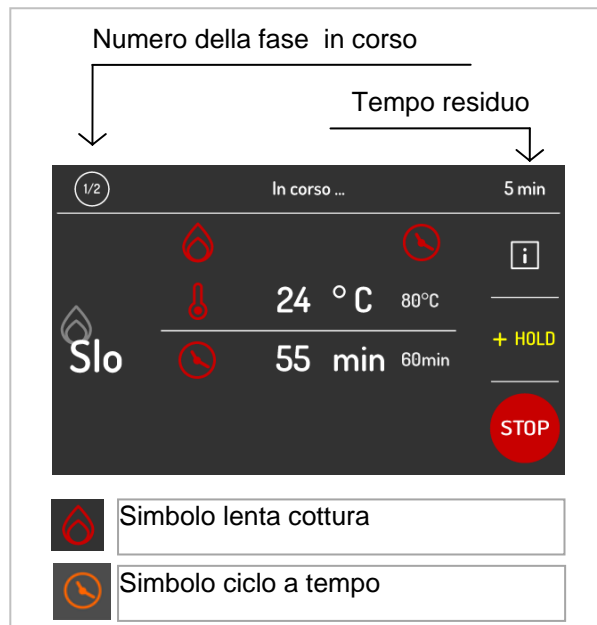 Numero della fase in corso
Tempo residuo
1/2 In corso ... 5 min
i
24 °C 80°C
+ HOLD
Slo
55 min 60min
STOP
Simbolo lenta cottura
Simbolo ciclo a tempo